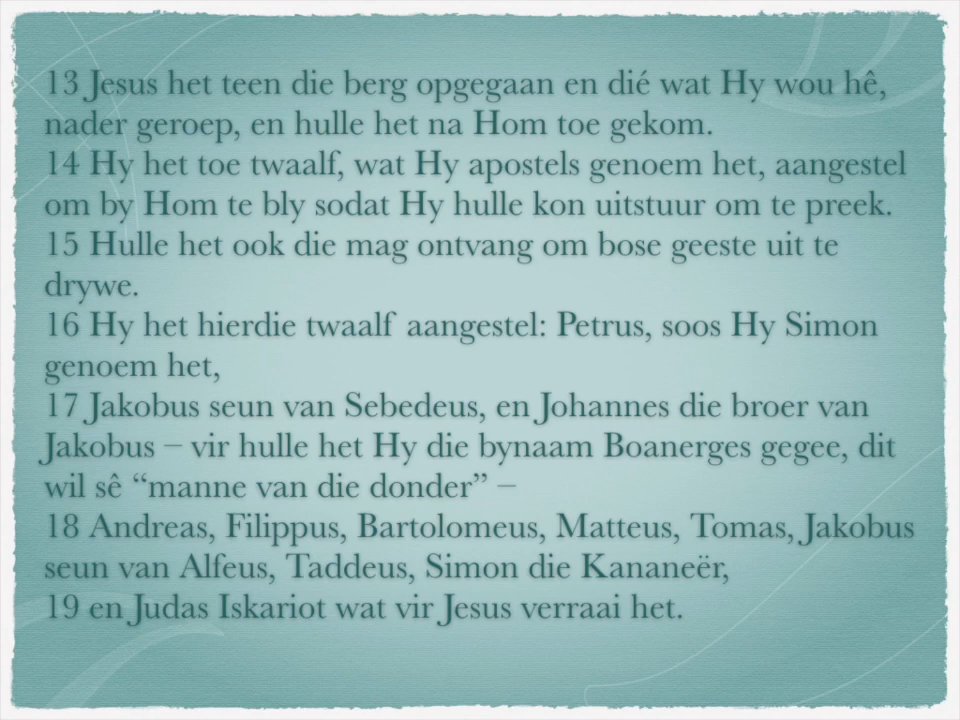 13 Jesus het teen die berg opgegaan en dié wat Hy wou hê,
nader geroep, en hulle het na Hom toe gekom.
14 Hy het toe twaalf, wat Hy apostels genoem het, aangestel
om by Hom te bly sodat Hy hulle kon uitstuur om te preek.
15 Hulle het ook die mag ontvang om bose geeste uit te
drywe.
16 Hy het hierdie twaalf aangestel: Petrus, soos Hy Simon
genoem het,
17 Jakobus seun van Sebedeus, en Johannes die broer van
Jakobus – vir hulle het Hy die bynaam Boanerges gegee, dit
wil sê “manne van die donder” –
18 Andreas, Filippus, Bartolomeus, Matteus, Tomas, Jakobus
seun van Alfeus, Taddeus, Simon die Kananeër,
19 en Judas Iskariot wat vir Jesus verraai het.